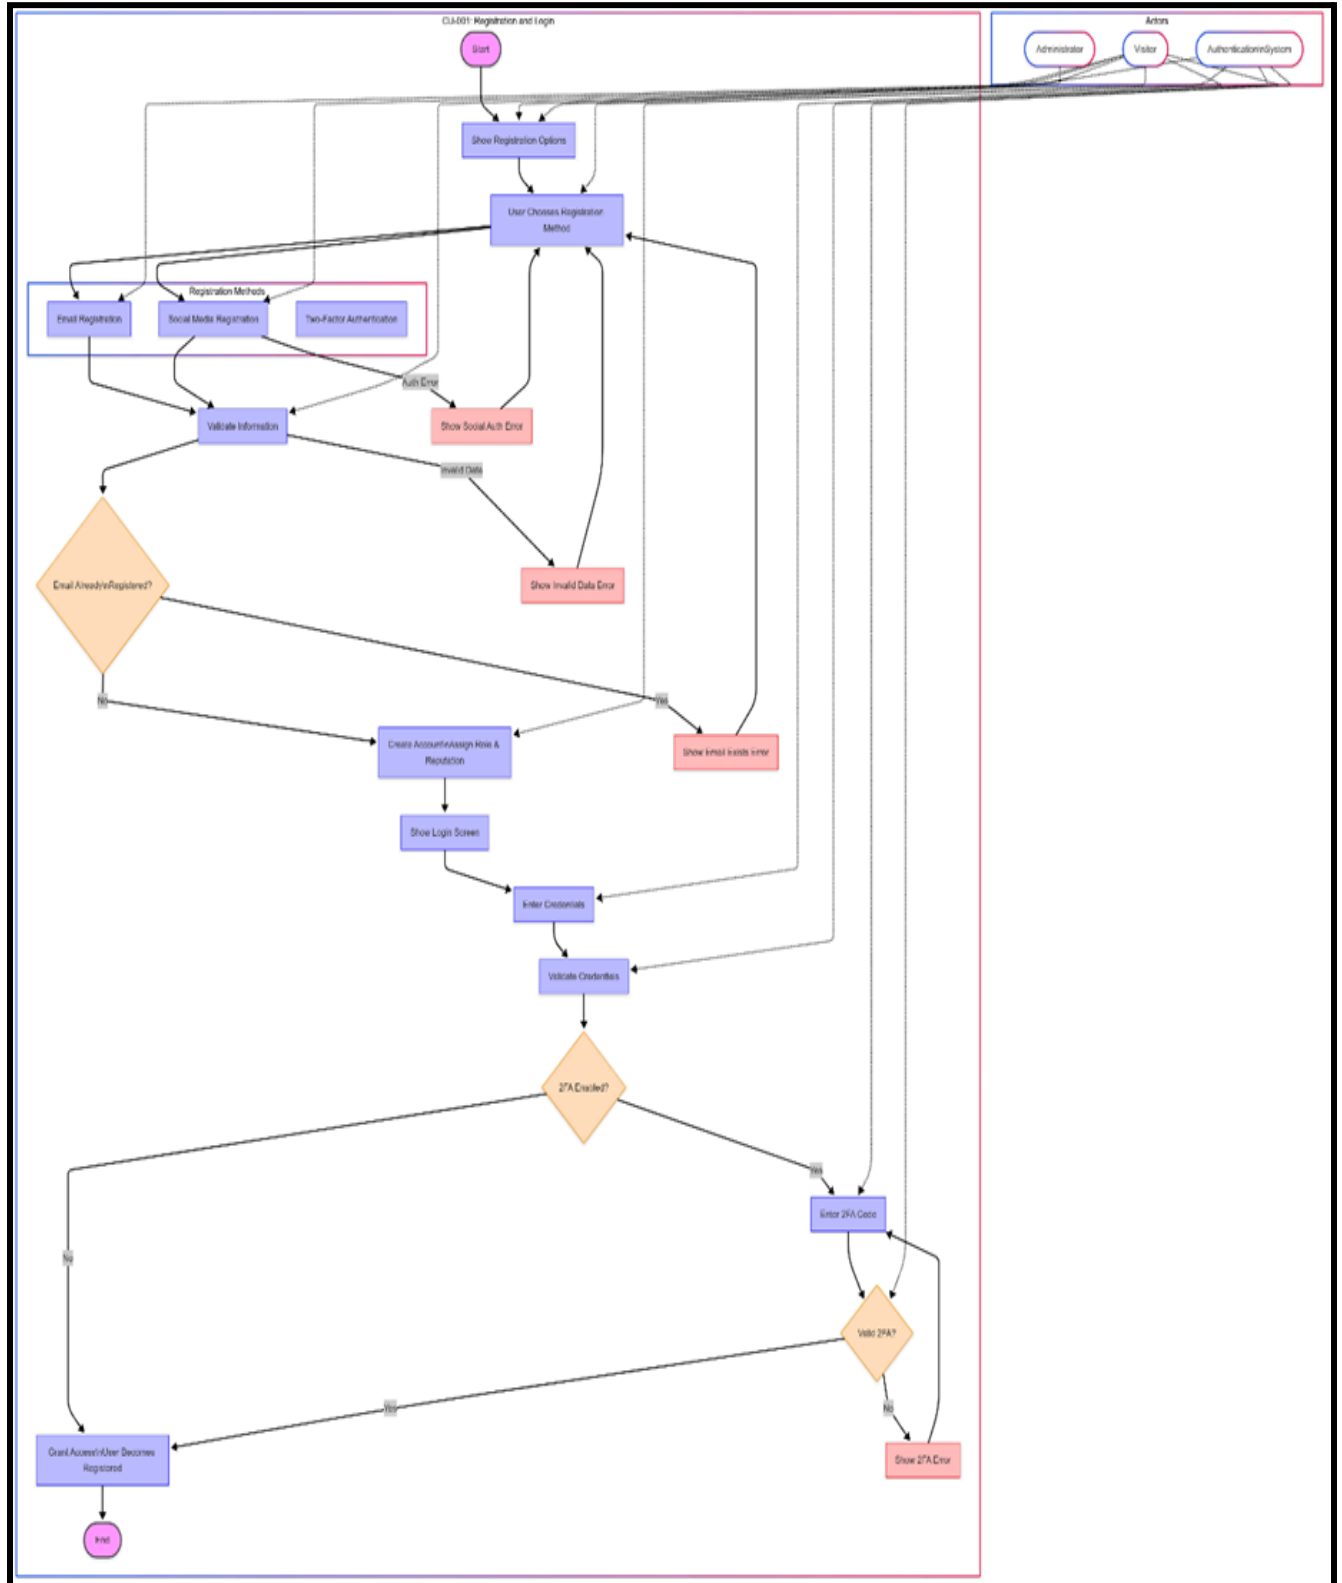 CU-001: Registration and Login
Actors
Start
Administrator
Visitor
Authentication\nSystem
Show Registration Options
User Chooses Registration
Method
Registration Methods
Email Registration
Social Media Registration
Two-Factor Authentication
Auth Error
Validate Information
Show Social Auth Error
Invalid Data
Email Already\nRegistered?
Show Invalid Data Error
No
Yes
Create Account\nAssign Role &
Reputation
Show Email Exists Error
Show Login Screen
Enter Credentials
Validate Credentials
2FA Enabled?
Yes
Enter 2FA Code
No
Valid 2FA?
Yes
No
Grant Access\nUser Becomes
Registered
Show 2FA Error
End